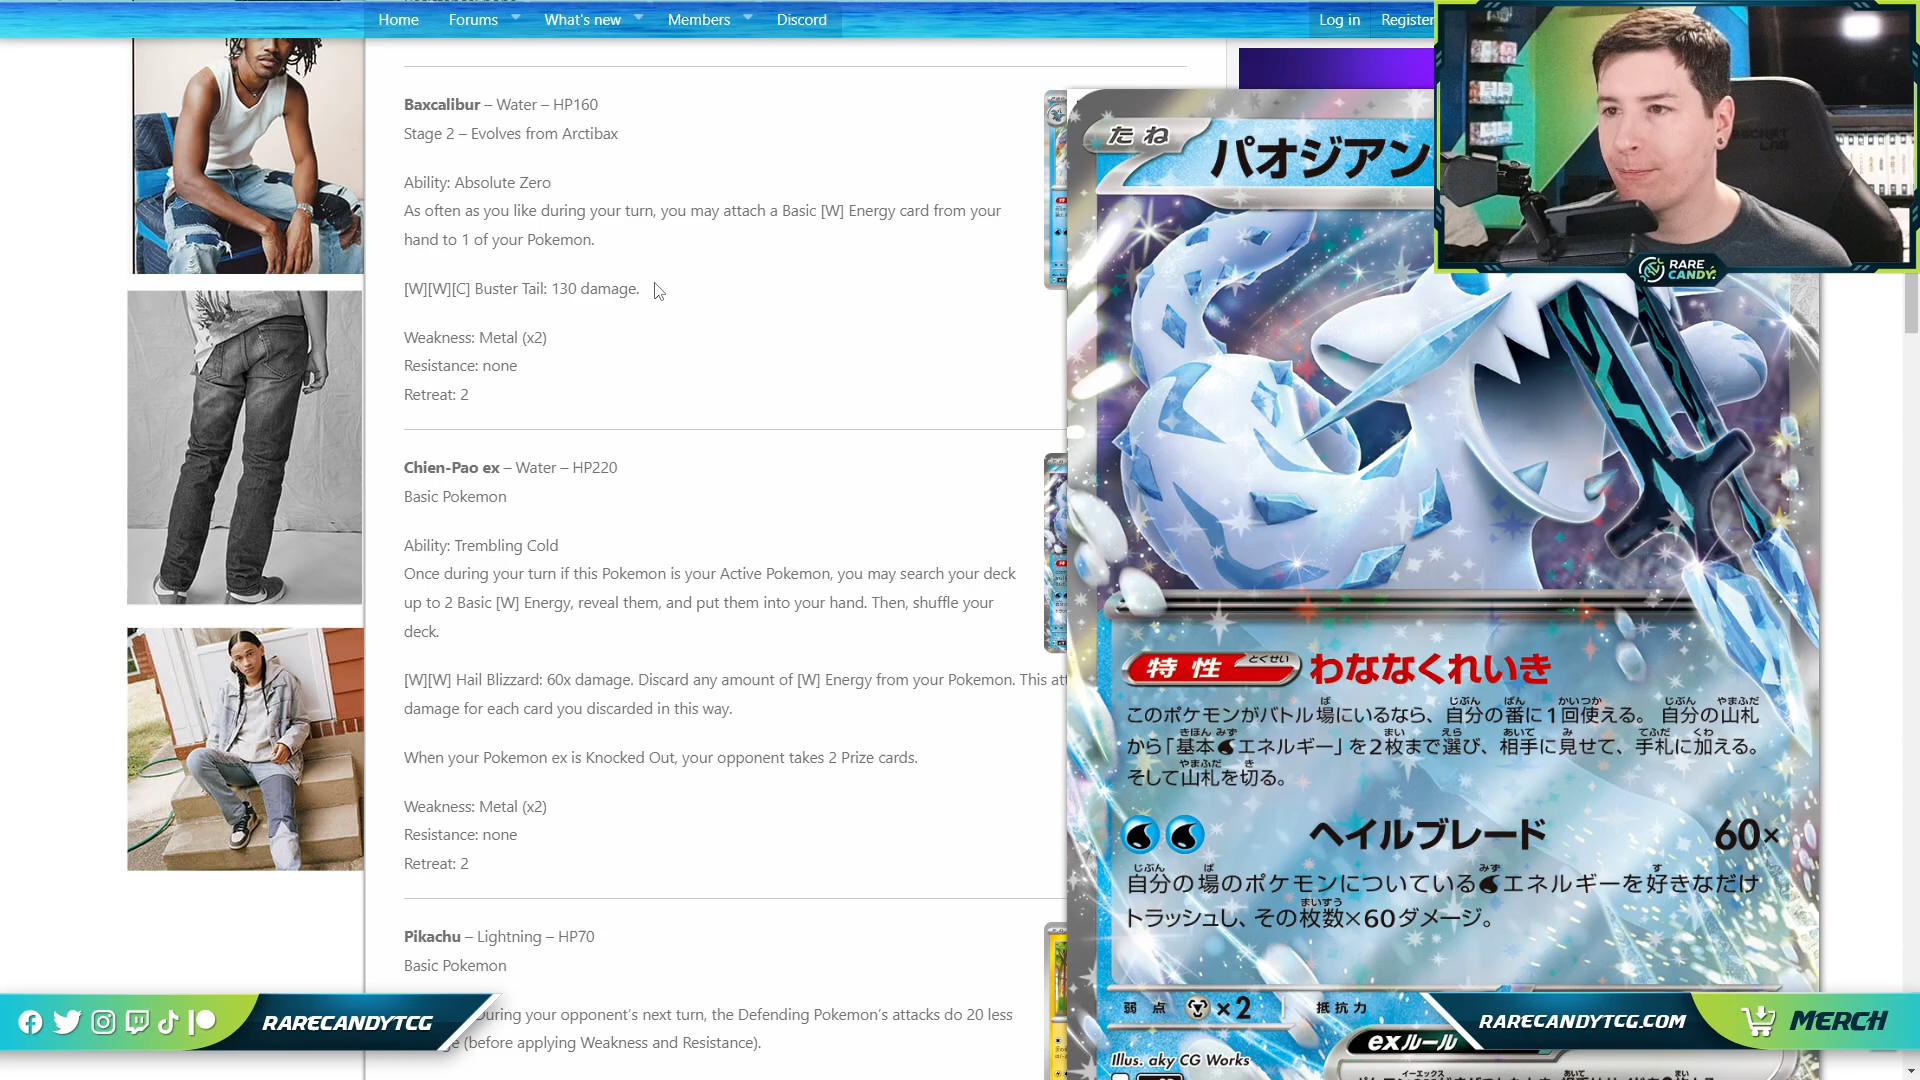 Home Forums What's new Members Discord Log in Register
Baxcalibur – Water – HP160
Stage 2 – Evolves from Arctibax
Ability: Absolute Zero
As often as you like during your turn, you may attach a Basic [W] Energy card from your
hand to 1 of your Pokemon.
[W][W][C] Buster Tail: 130 damage.
Weakness: Metal (x2)
Resistance: none
Retreat: 2
Chien-Pao ex – Water – HP220
Basic Pokemon
Ability: Trembling Cold
Once during your turn if this Pokemon is your Active Pokemon, you may search your deck
up to 2 Basic [W] Energy, reveal them, and put them into your hand. Then, shuffle your
deck.
[W][W] Hail Blizzard: 60x damage. Discard any amount of [W] Energy from your Pokemon. This
damage for each card you discarded in this way.
When your Pokemon ex is Knocked Out, your opponent takes 2 Prize cards.
Weakness: Metal (x2)
Resistance: none
Retreat: 2
Pikachu – Lightning – HP70
Basic Pokemon
During your opponent's next turn, the Defending Pokemon's attacks do 20 less
(before applying Weakness and Resistance).
たね
パオジアン
特性 とくせい わななくれいき
このポケモンがバトル場にいるなら、自分の番に1回使える。自分の山札
から「基本エネルギー」を2枚まで選び、相手に見せて、手札に加える。
そして山札を切る。
ヘイルブレード 60×
自分の場のポケモンについているエネルギーを好きなだけ
トラッシュし、その枚数×60ダメージ。
弱点 ×2 抵抗力
exルール
Illus. aky CG Works
RARE
CANDY
RARECANDYTCG
RARECANDYTCG.COM
MERCH